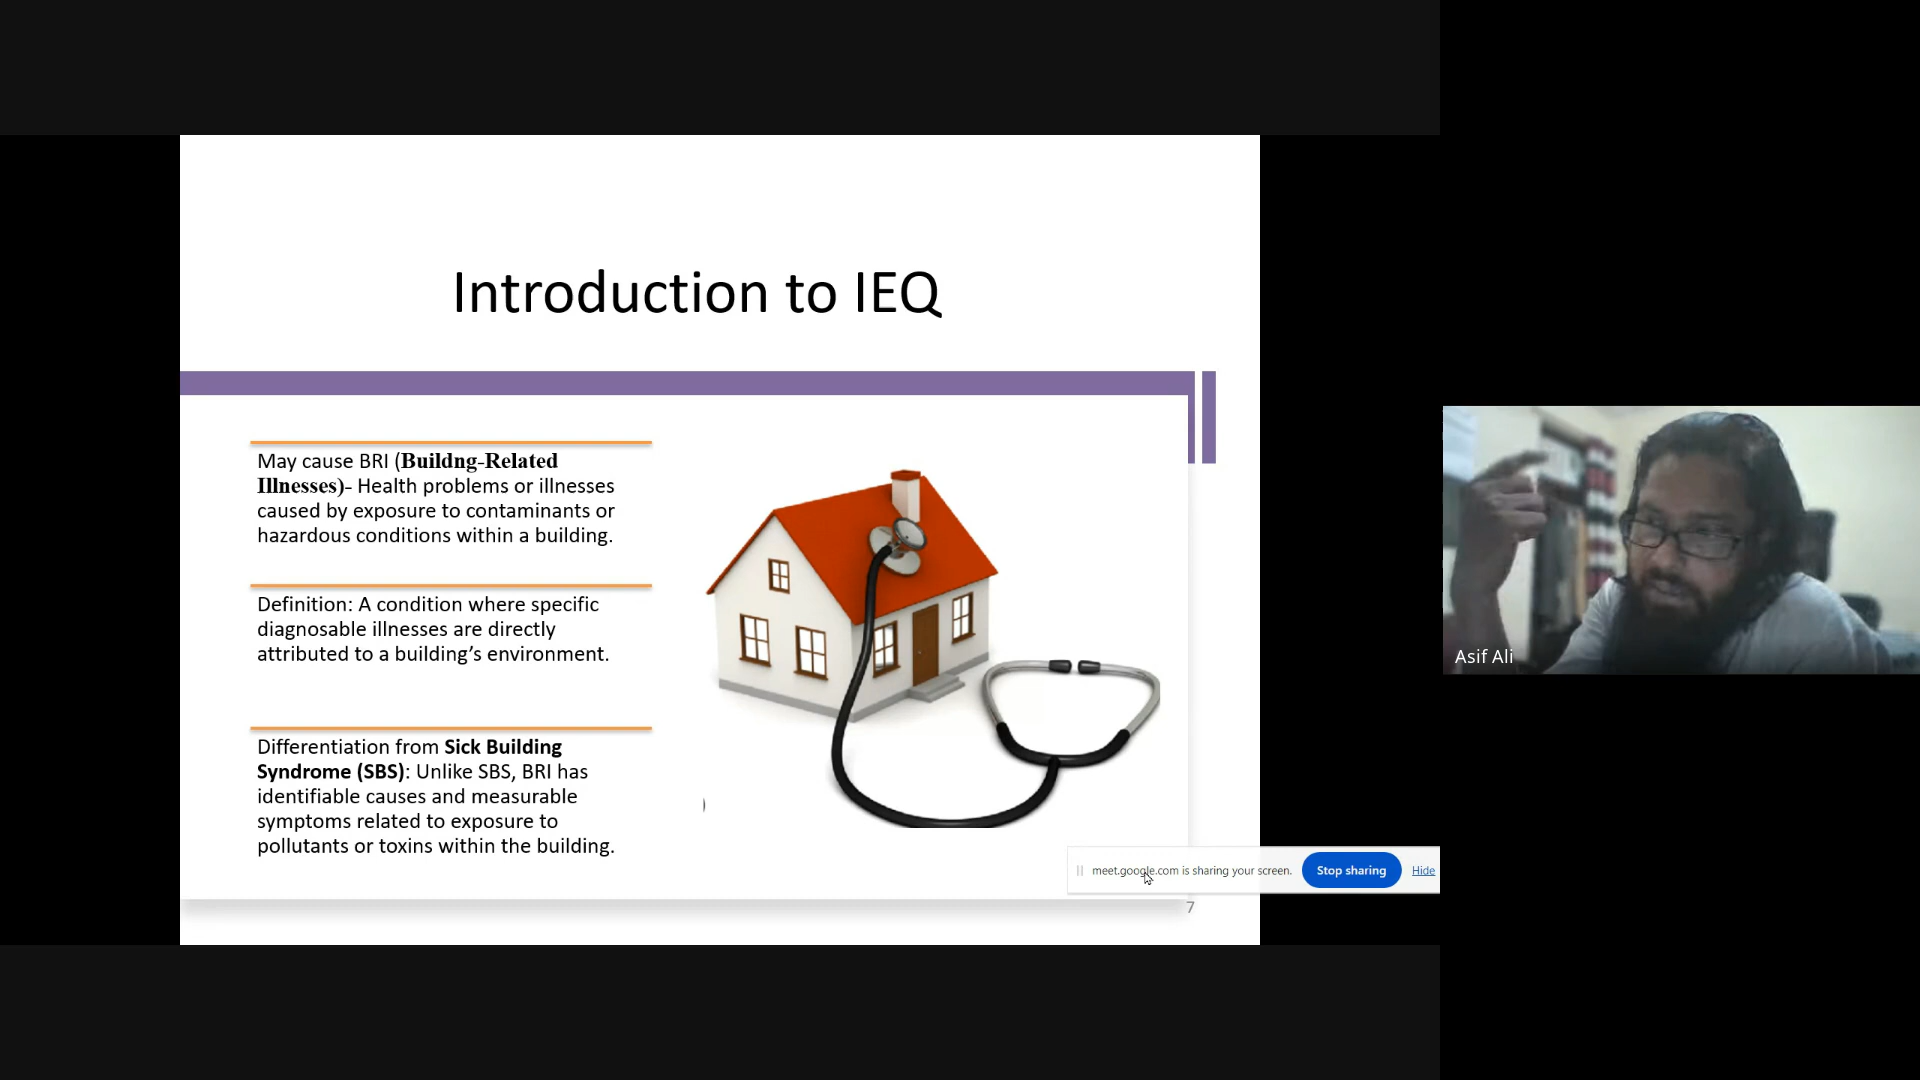 Introduction to IEQ
May cause BRI (Buildng-Related
Illnesses)- Health problems or illnesses
caused by exposure to contaminants or
hazardous conditions within a building.
Definition: A condition where specific
diagnosable illnesses are directly
attributed to a building’s environment.
Differentiation from Sick Building
Syndrome (SBS): Unlike SBS, BRI has
identifiable causes and measurable
symptoms related to exposure to
pollutants or toxins within the building.
)
meet.google.com is sharing your screen.
Stop sharing
Hide
7
Asif Ali